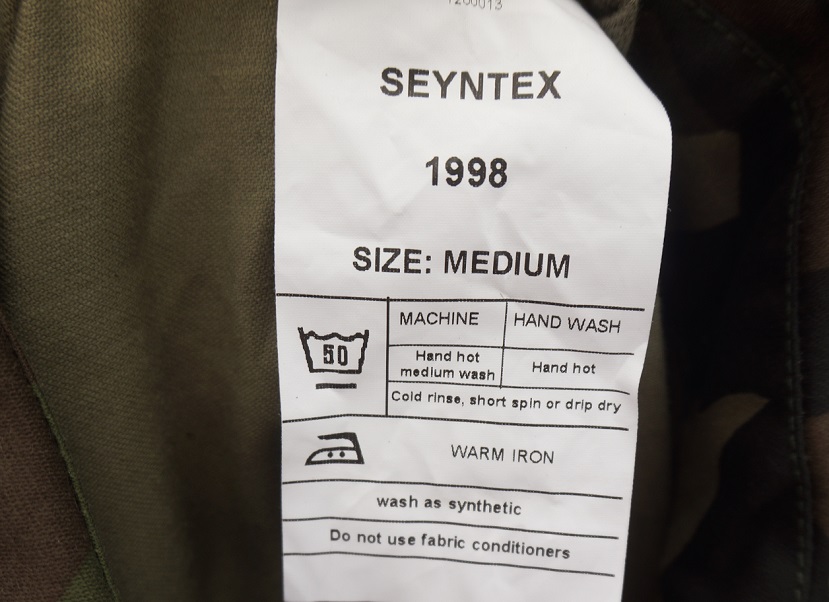 SEYNTEX
1998
SIZE: MEDIUM
50
MACHINE HAND WASH
Hand hot
medium wash
Hand hot
Cold rinse, short spin or drip dry
WARM IRON
wash as synthetic
Do not use fabric conditioners